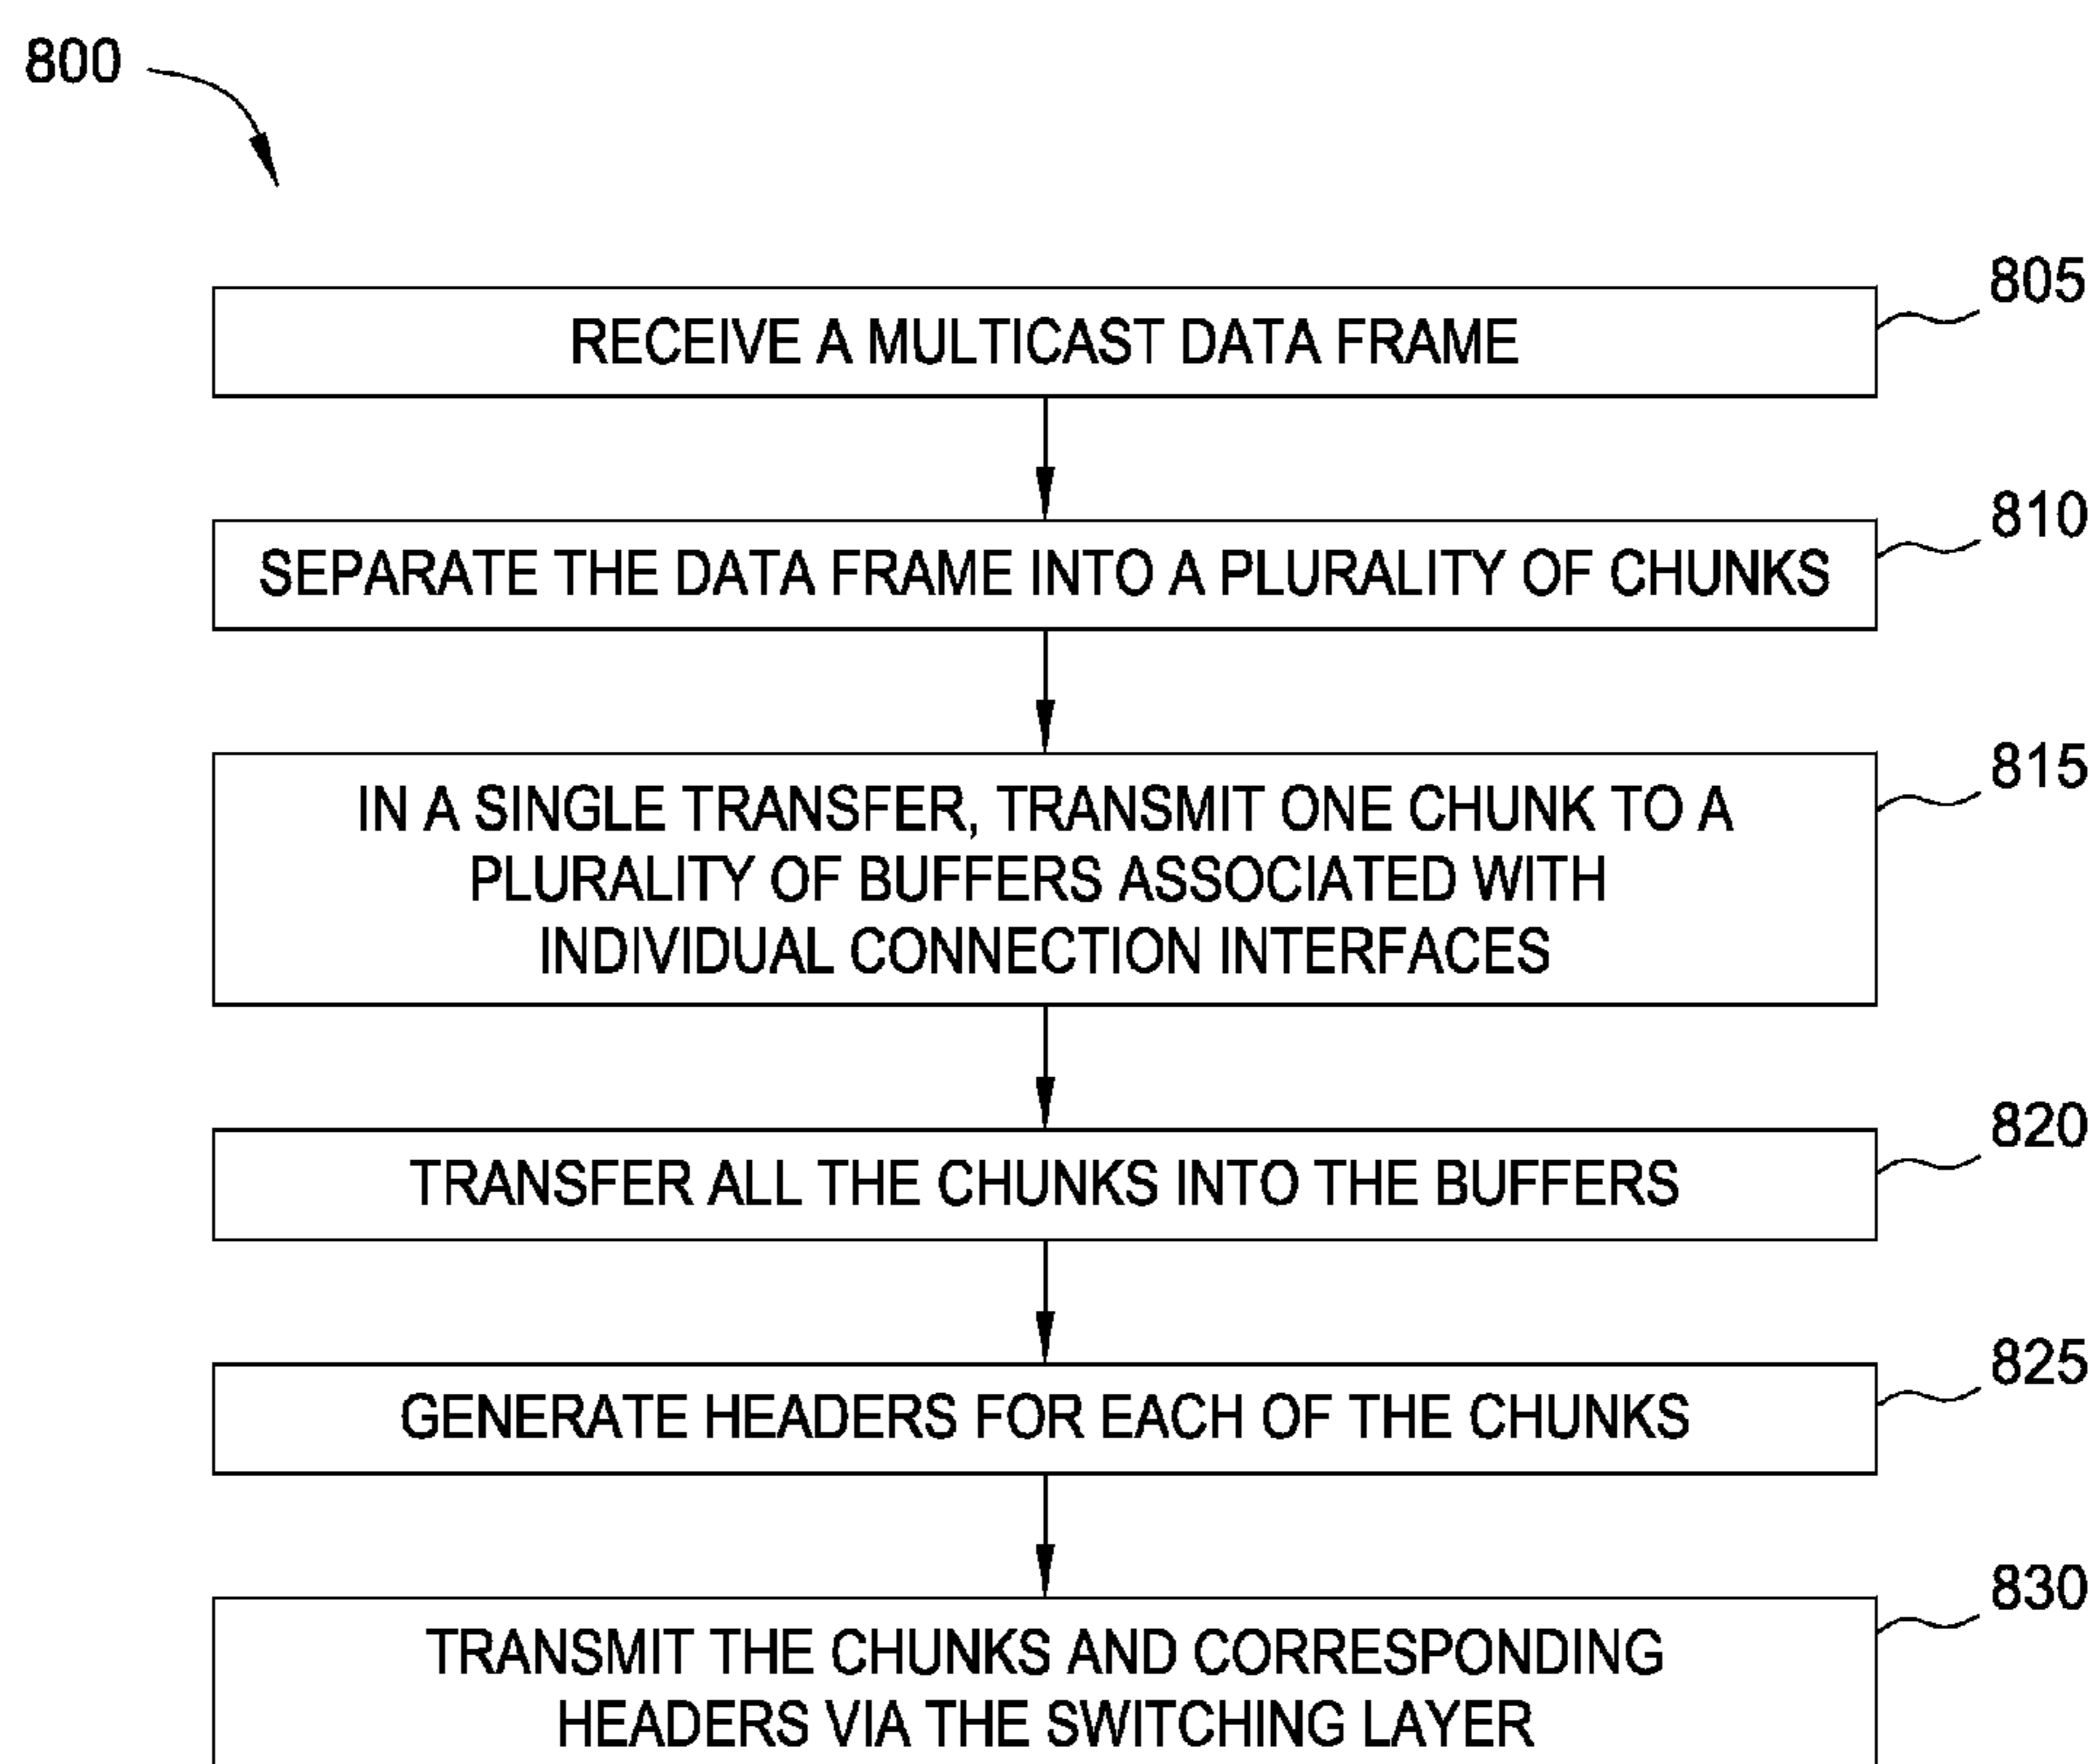 800
805
RECEIVE A MULTICAST DATA FRAME
810
SEPARATE THE DATA FRAME INTO A PLURALITY OF CHUNKS
815
IN A SINGLE TRANSFER, TRANSMIT ONE CHUNK TO A
PLURALITY OF BUFFERS ASSOCIATED WITH
INDIVIDUAL CONNECTION INTERFACES
820
TRANSFER ALL THE CHUNKS INTO THE BUFFERS
825
GENERATE HEADERS FOR EACH OF THE CHUNKS
830
TRANSMIT THE CHUNKS AND CORRESPONDING
HEADERS VIA THE SWITCHING LAYER